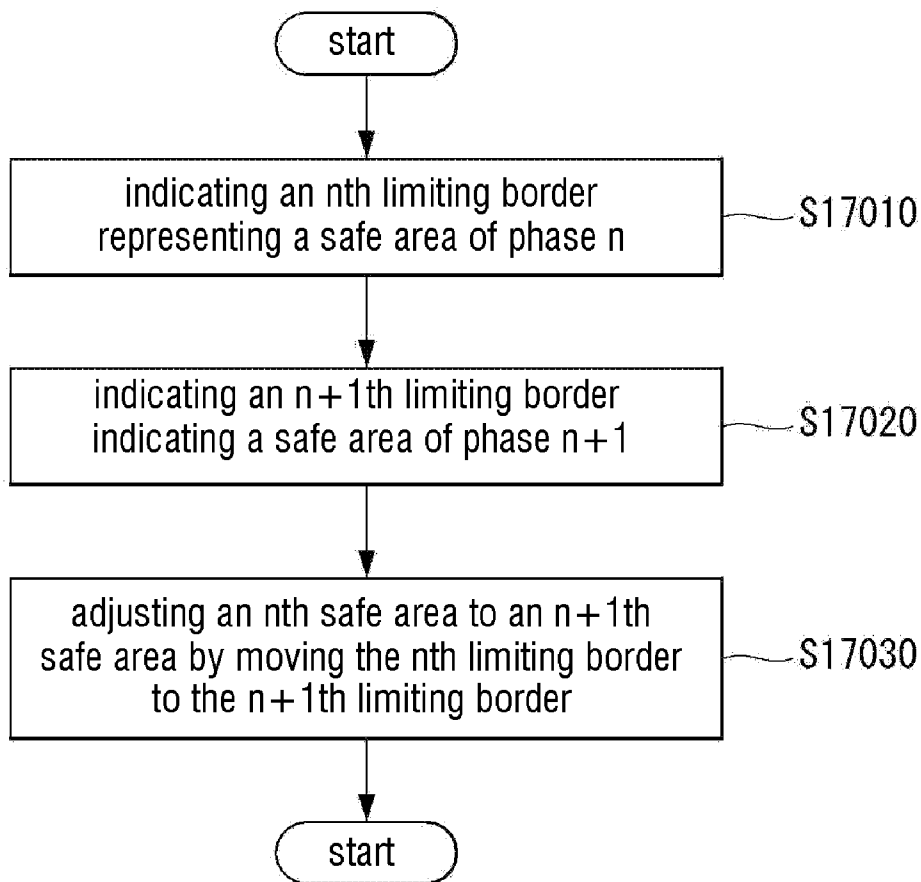 start
indicating an nth limiting border
representing a safe area of phase n
S17010
indicating an n+1th limiting border
indicating a safe area of phase n+1
S17020
adjusting an nth safe area to an n+1th
safe area by moving the nth limiting border
to the n+1th limiting border
S17030
start